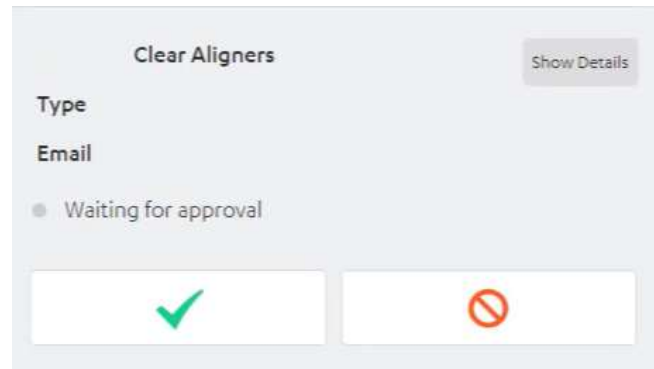 Clear Aligners
Show Details
Type
Email
Waiting for approval